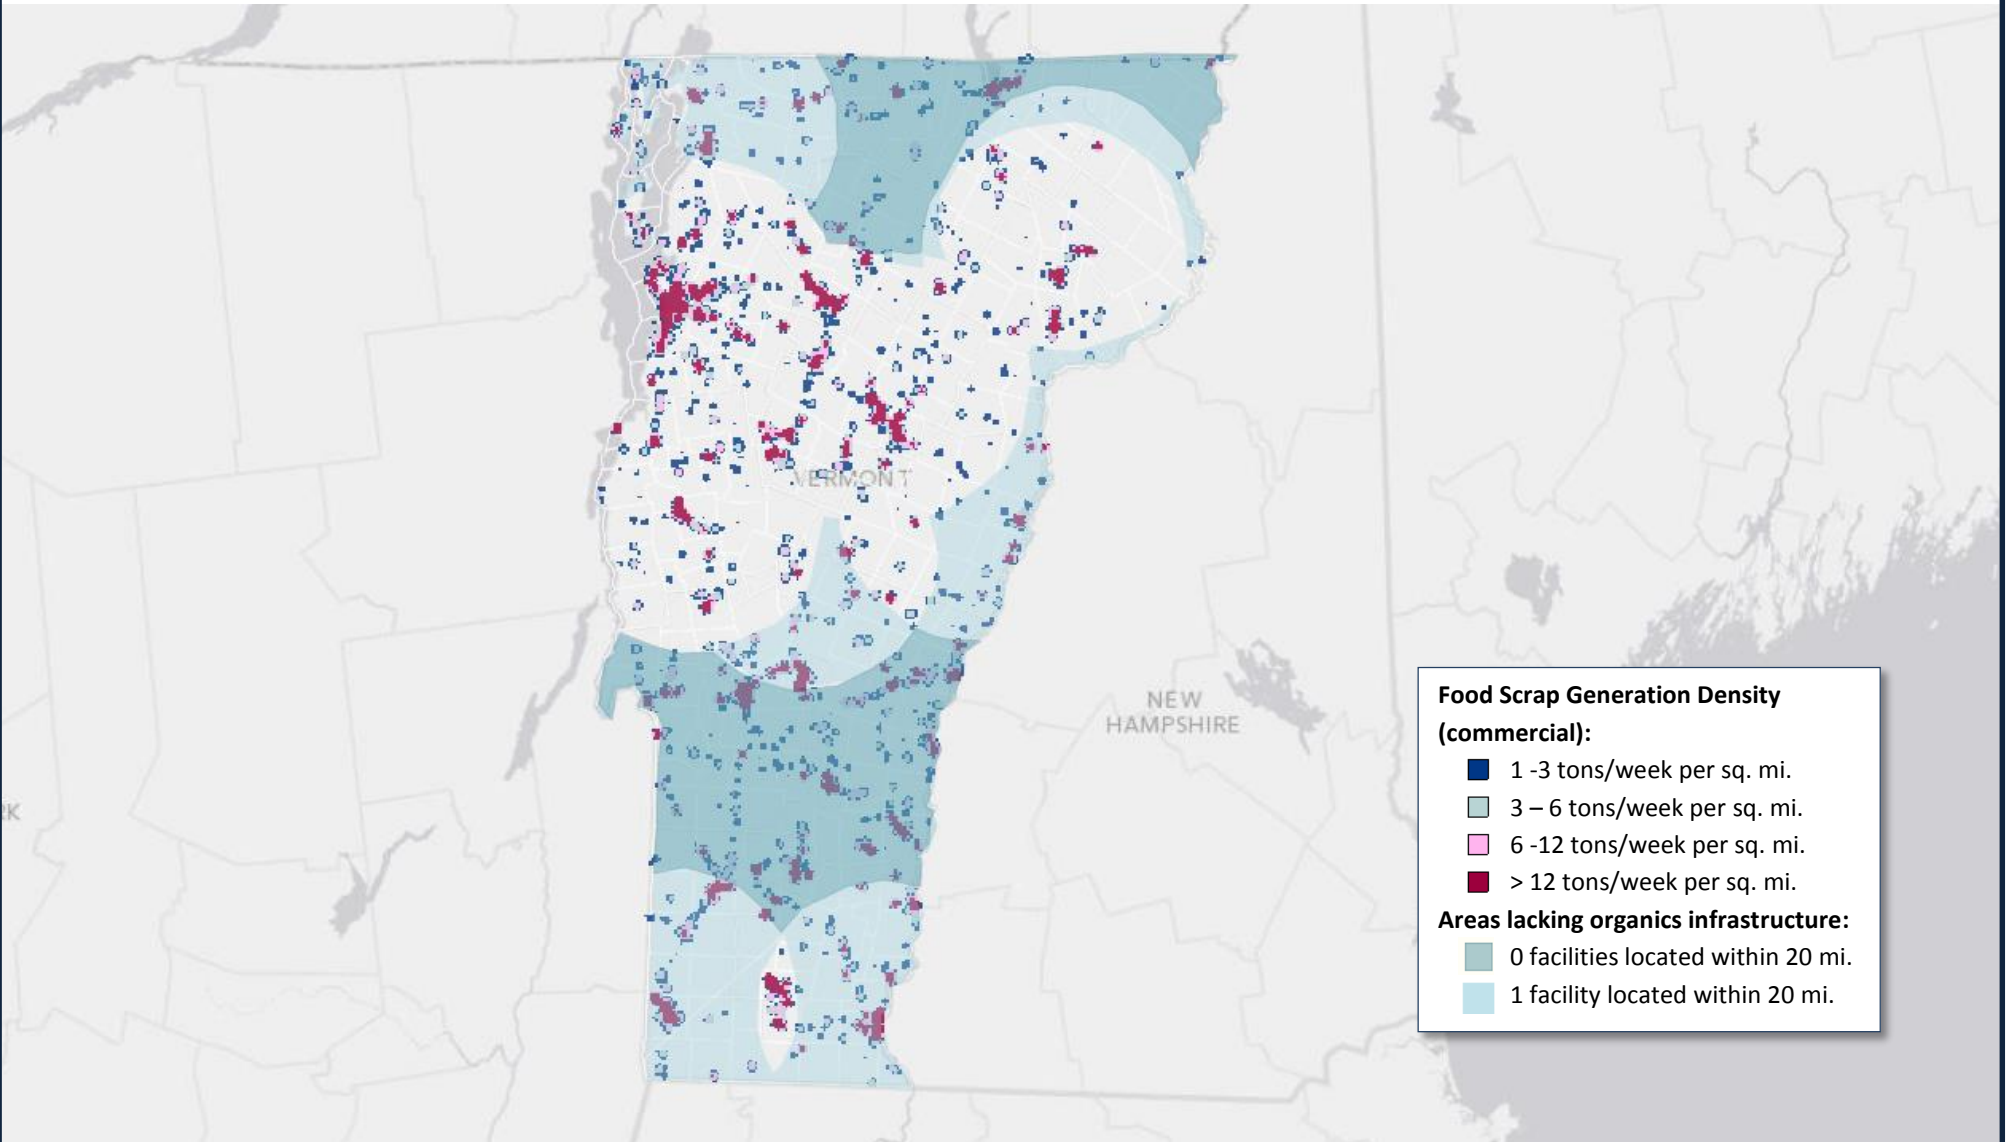 VERMONT
NEW
HAMPSHIRE
RK
Food Scrap Generation Density
(commercial):
1 -3 tons/week per sq. mi.
3 – 6 tons/week per sq. mi.
6 -12 tons/week per sq. mi.
> 12 tons/week per sq. mi.
Areas lacking organics infrastructure:
0 facilities located within 20 mi.
1 facility located within 20 mi.